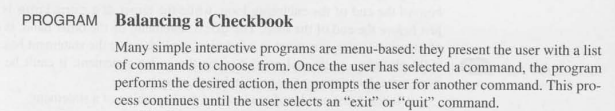 PROGRAM Balancing a Checkbook
Many simple interactive programs are menu-based: they present the user with a list
of commands to choose from. Once the user has selected a command, the program
performs the desired action, then prompts the user for another command. This pro-
cess continues until the user selects an “exit” or “quit” command.